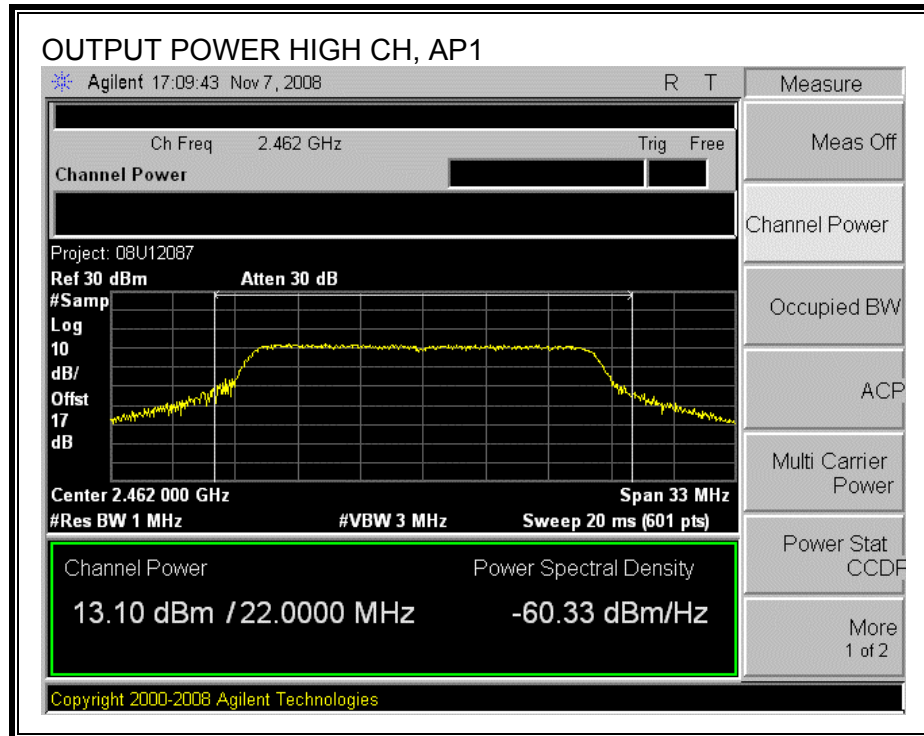 OUTPUT POWER HIGH CH, AP1
Agilent 17:09:43 Nov 7, 2008 R T
Measure
Ch Freq 2.462 GHz Trig Free
Channel Power
Meas Off
Channel Power
Project: 08U12087
Ref 30 dBm Atten 30 dB
#Samp
Log
10
dB/
Offst
17
dB
Occupied BW
ACP
Center 2.462 000 GHz Span 33 MHz
#Res BW 1 MHz #VBW 3 MHz Sweep 20 ms (601 pts)
Multi Carrier
Power
Channel Power Power Spectral Density
13.10 dBm / 22.0000 MHz -60.33 dBm/Hz
Power Stat
CCDF
More
1 of 2
Copyright 2000-2008 Agilent Technologies